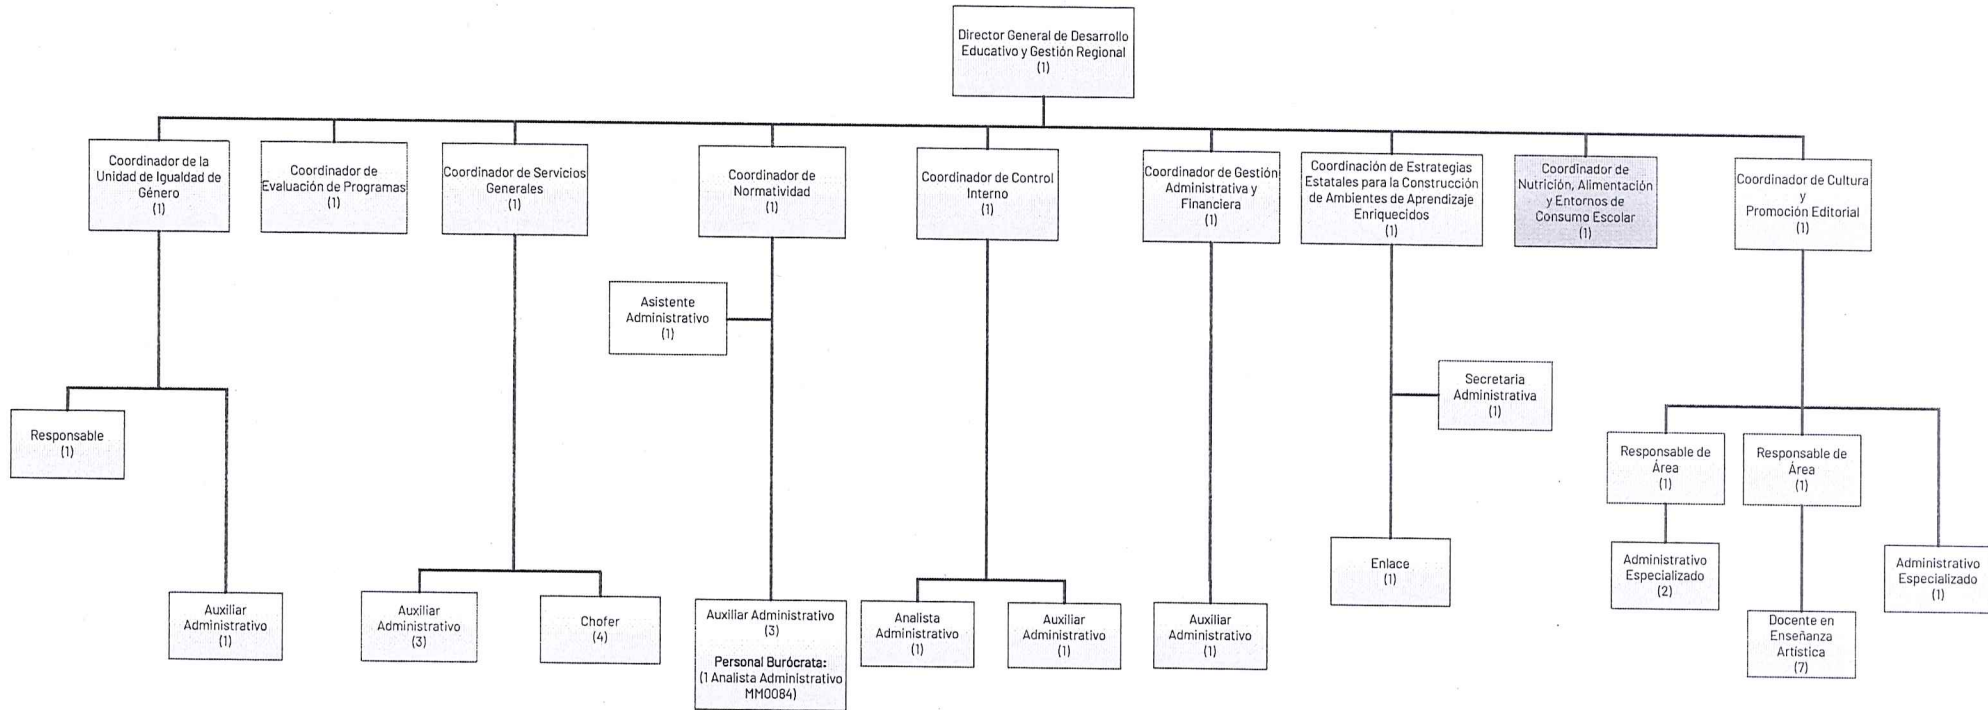 Director General de Desarrollo
Educativo y Gestión Regional
(1)
Coordinador de la
Unidad de Igualdad de
Género
(1)
Coordinador de
Evaluación de Programas
(1)
Coordinador de Servicios
Generales
(1)
Coordinador de
Normatividad
(1)
Coordinador de Control
Interno
(1)
Coordinador de Gestión
Administrativa y
Financiera
(1)
Coordinación de Estrategias
Estatales para la Construcción
de Ambientes de Aprendizaje
Enriquecidos
(1)
Coordinador de
Nutrición, Alimentación
y Entornos de
Consumo Escolar
(1)
Coordinador de Cultura
y
Promoción Editorial
(1)
Asistente
Administrativo
(1)
Secretaria
Administrativa
(1)
Responsable
(1)
Responsable de
Área
(1)
Responsable de
Área
(1)
Enlace
(1)
Administrativo
Especializado
(2)
Administrativo
Especializado
(1)
Auxiliar
Administrativo
(1)
Auxiliar
Administrativo
(3)
Chofer
(4)
Auxiliar Administrativo
(3)
Personal Burócrata:
(1 Analista Administrativo
MM0084)
Analista
Administrativo
(1)
Auxiliar
Administrativo
(1)
Auxiliar
Administrativo
(1)
Docente en
Enseñanza
Artística
(7)